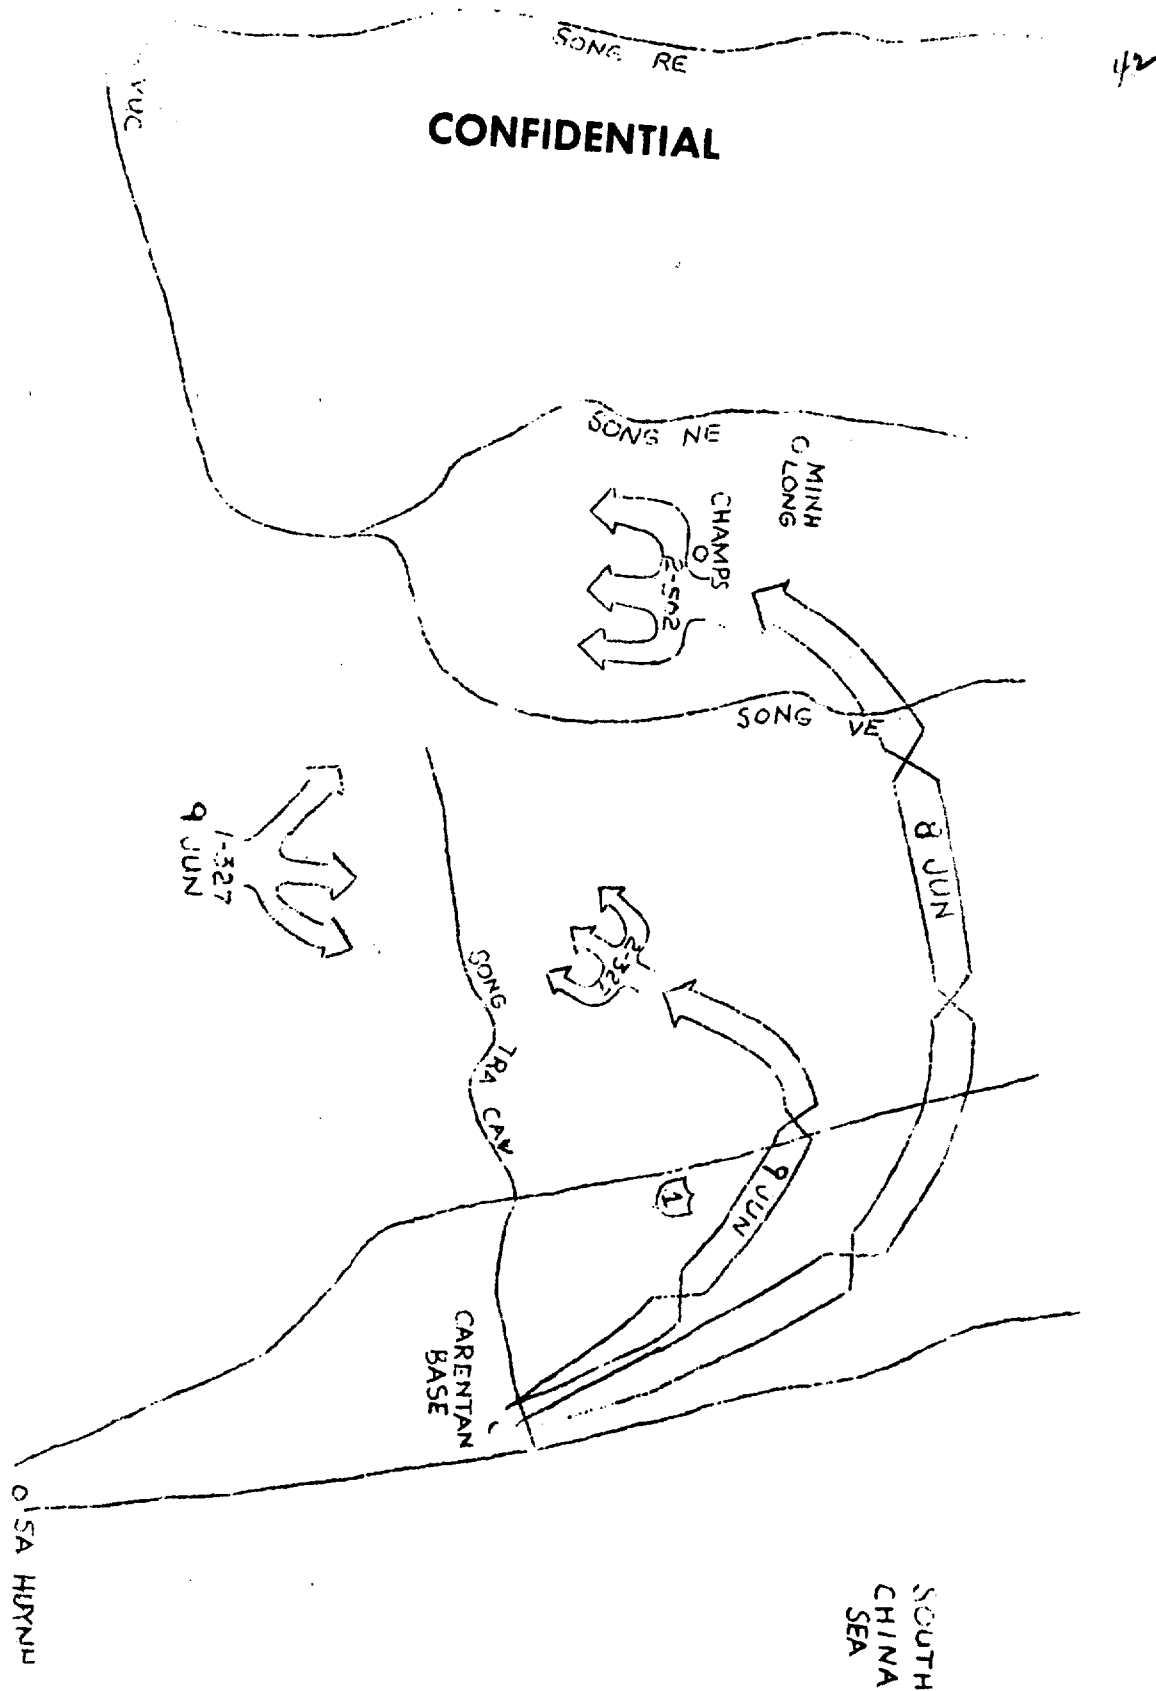 SONG RE
42
CONFIDENTIAL
VUC
SONG NE
MINH
LONG
CHAMPS
2-502
SONG VE
8 JUN
1-327
9 JUN
2-327
SONG TRA CAU
1
9 JUN
CARENTAN
BASE
SA HUYNH
SOUTH
CHINA
SEA